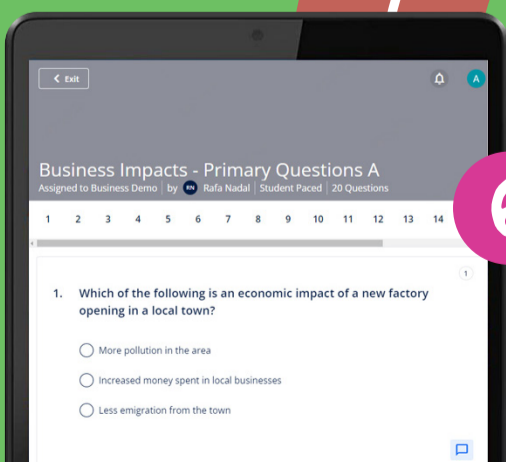 Exit
A
Business Impacts - Primary Questions A
Assigned to Business Demo | by RN Rafa Nadal | Student Paced | 20 Questions
1 2 3 4 5 6 7 8 9 10 11 12 13 14
1
1. Which of the following is an economic impact of a new factory
opening in a local town?
More pollution in the area
Increased money spent in local businesses
Less emigration from the town